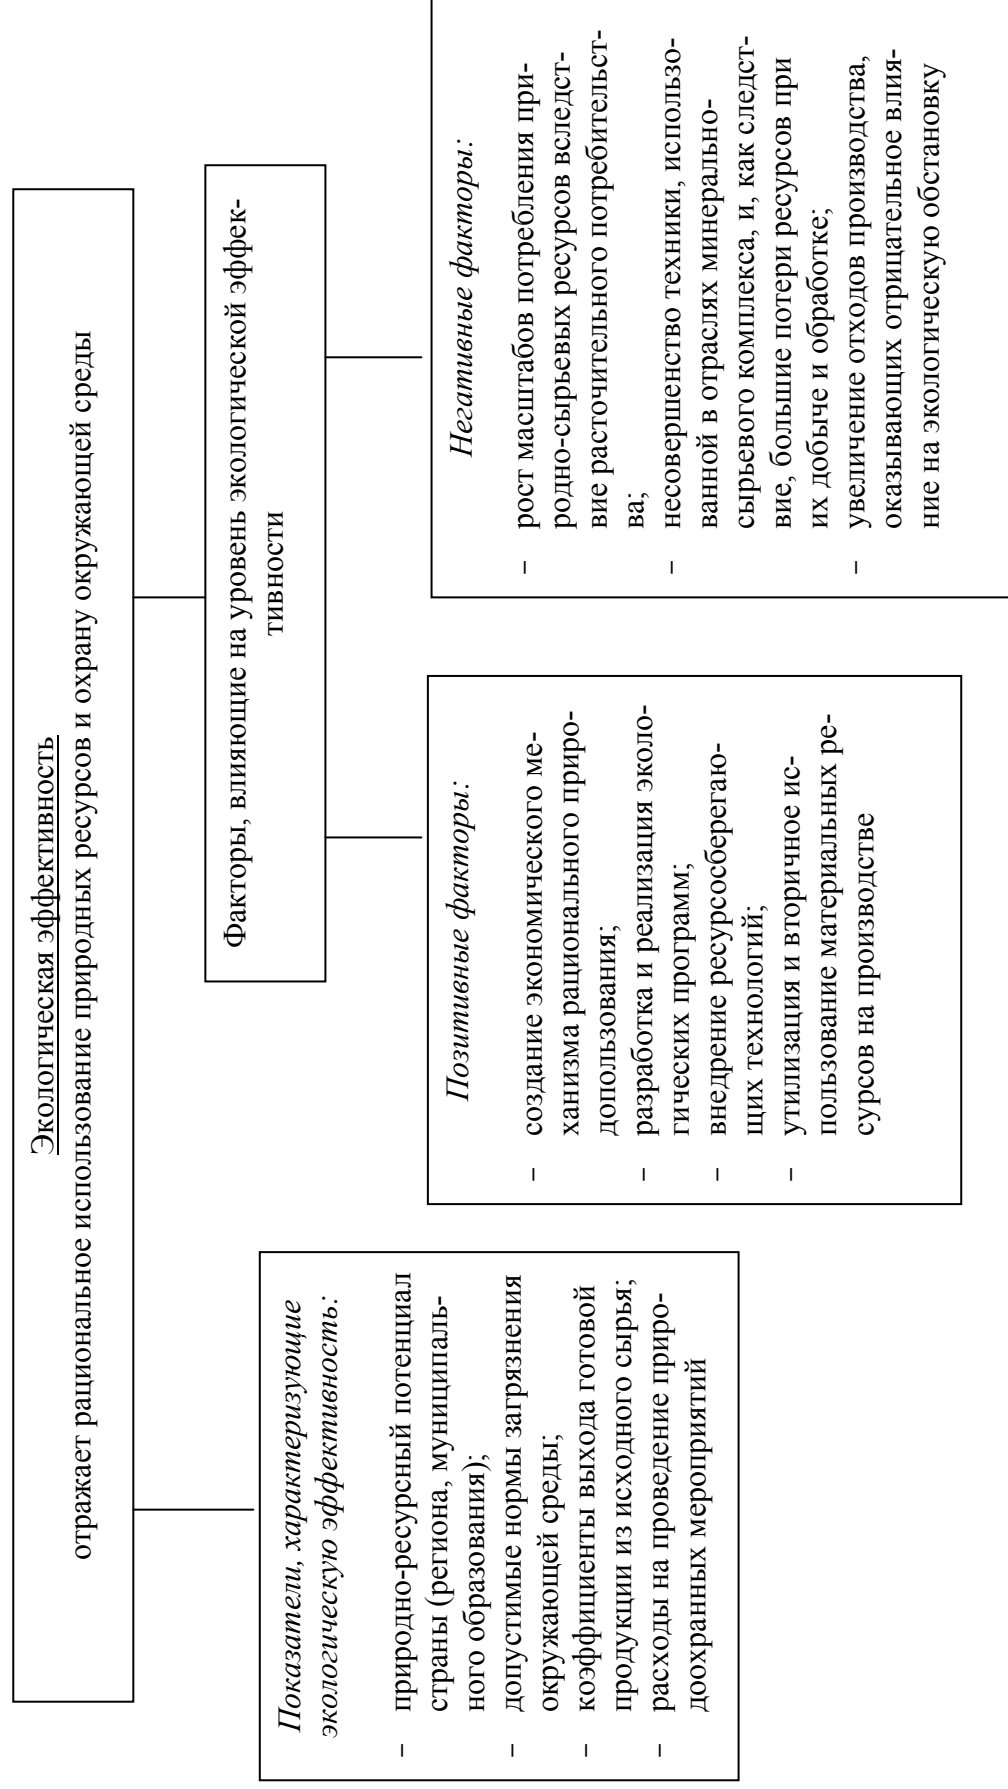 Экологическая эффективность
отражает рациональное использование природных ресурсов и охрану окружающей среды
Показатели, характеризующие
экологическую эффективность:
– природно-ресурсный потенциал
страны (региона, муниципаль-
ного образования);
– допустимые нормы загрязнения
окружающей среды;
– коэффициенты выхода готовой
продукции из исходного сырья;
– расходы на проведение приро-
доохранных мероприятий
Факторы, влияющие на уровень экологической эффек-
тивности
Позитивные факторы:
– создание экономического ме-
ханизма рационального приро-
допользования;
– разработка и реализация эколо-
гических программ;
– внедрение ресурсосберегаю-
щих технологий;
– утилизация и вторичное ис-
пользование материальных ре-
сурсов на производстве
Негативные факторы:
– рост масштабов потребления при-
родно-сырьевых ресурсов вследст-
вие расточительного потребительст-
ва;
– несовершенство техники, использо-
ванной в отраслях минерально-
сырьевого комплекса, и, как следст-
вие, большие потери ресурсов при
их добыче и обработке;
– увеличение отходов производства,
оказывающих отрицательное влия-
ние на экологическую обстановку